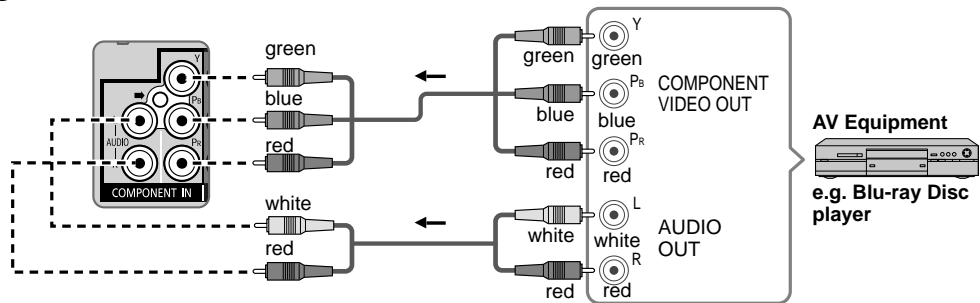 Y
PB
AUDIO
PR
COMPONENT IN
green
blue
red
white
red
green
blue
red
white
red
Y
green
PB
blue
PR
red
COMPONENT
VIDEO OUT
L
white
R
red
AUDIO
OUT
AV Equipment
e.g. Blu-ray Disc
player